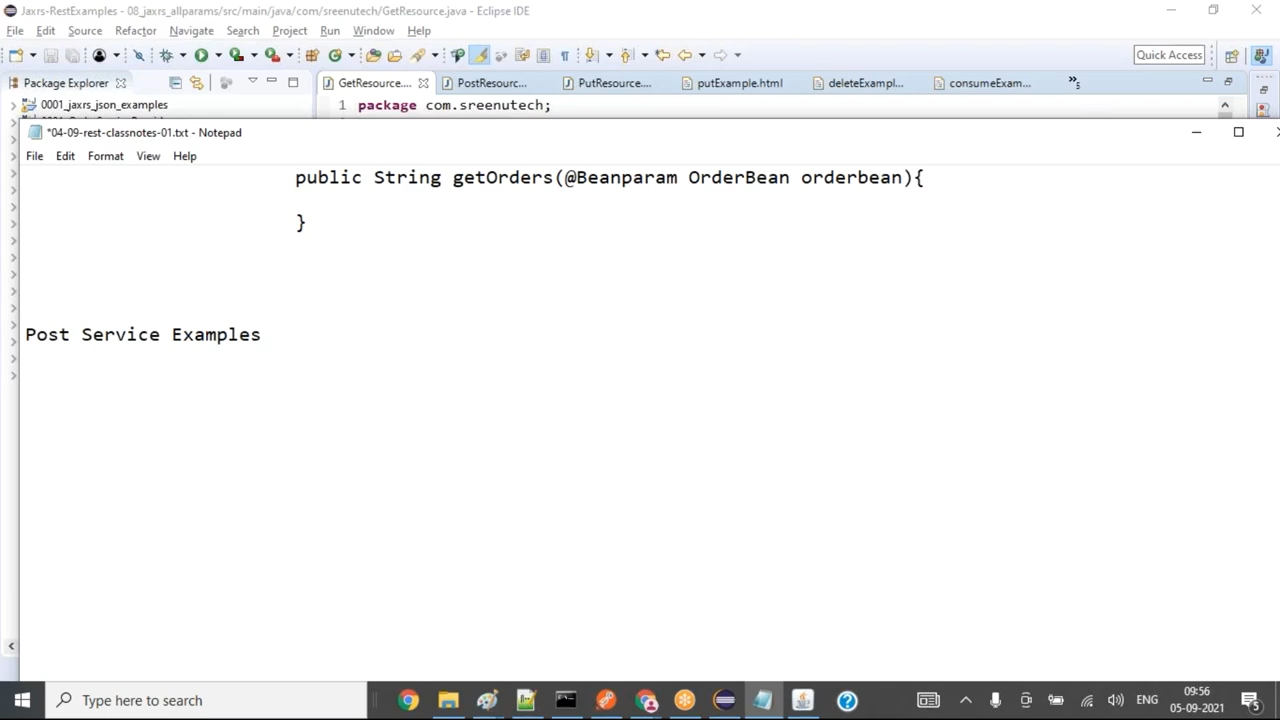 Jaxrs-RestExamples - 08_jaxrs_allparams/src/main/java/com/sreenutech/GetResource.java - Eclipse IDE
File Edit Source Refactor Navigate Search Project Run Window Help
Quick Access
Package Explorer
GetResource.... PostResourc... PutResource.... putExample.html deleteExampl... consumeExam... »5
0001_jaxrs_json_examples
1 package com.sreenutech;
*04-09-rest-classnotes-01.txt - Notepad
File Edit Format View Help
public String getOrders(@Beanparam OrderBean orderbean){
}
Post Service Examples
Type here to search
ENG
09:56
05-09-2021
5